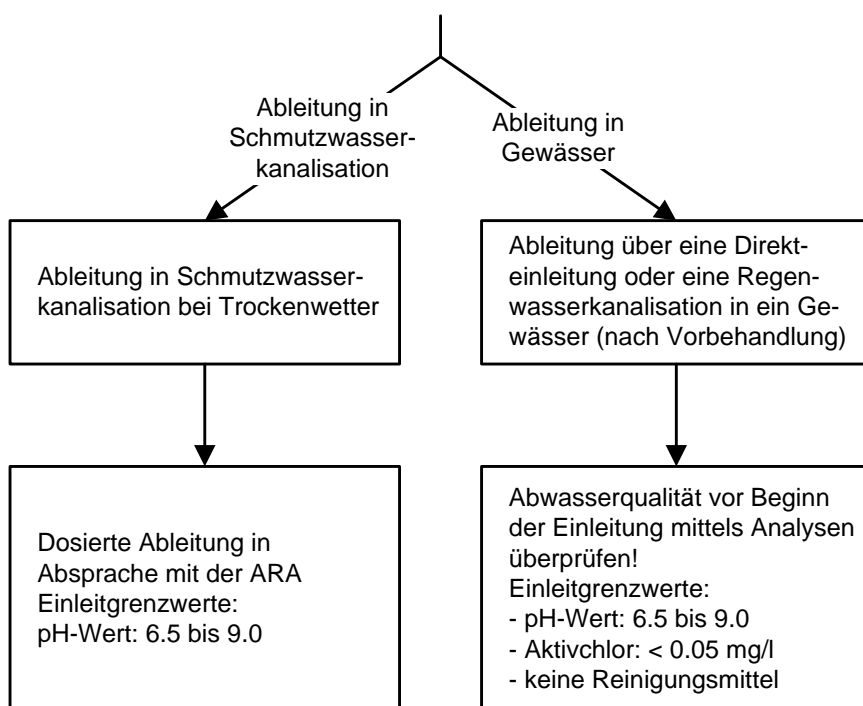 Ableitung in
Schmutzwasser-
kanalisation
Ableitung in
Gewässer
Ableitung in Schmutzwasser-
kanalisation bei Trockenwetter
Ableitung über eine Direkt-
einleitung oder eine Regen-
wasserkanalisation in ein Ge-
wässer (nach Vorbehandlung)
Dosierte Ableitung in
Absprache mit der ARA
Einleitgrenzwerte:
pH-Wert: 6.5 bis 9.0
Abwasserqualität vor Beginn
der Einleitung mittels Analysen
überprüfen!
Einleitgrenzwerte:
- pH-Wert: 6.5 bis 9.0
- Aktivchlor: < 0.05 mg/l
- keine Reinigungsmittel